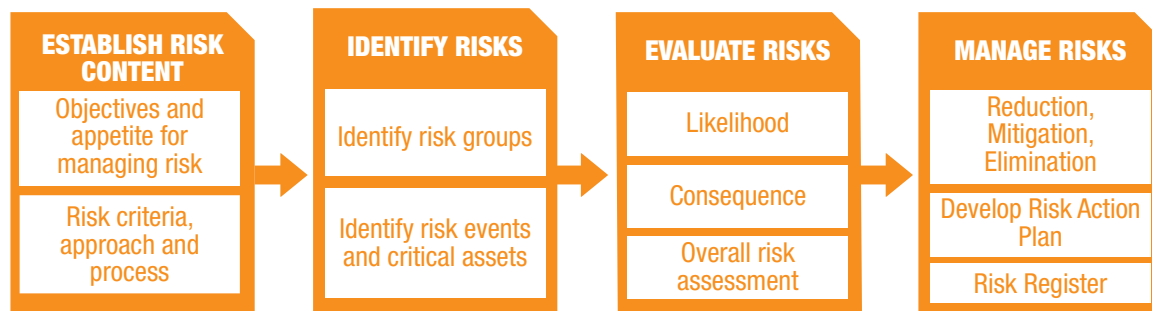 ESTABLISH RISK
CONTENT
Objectives and
appetite for
managing risk
Risk criteria,
approach and
process
IDENTIFY RISKS
Identify risk groups
Identify risk events
and critical assets
EVALUATE RISKS
Likelihood
Consequence
Overall risk
assessment
MANAGE RISKS
Reduction,
Mitigation,
Elimination
Develop Risk Action
Plan
Risk Register